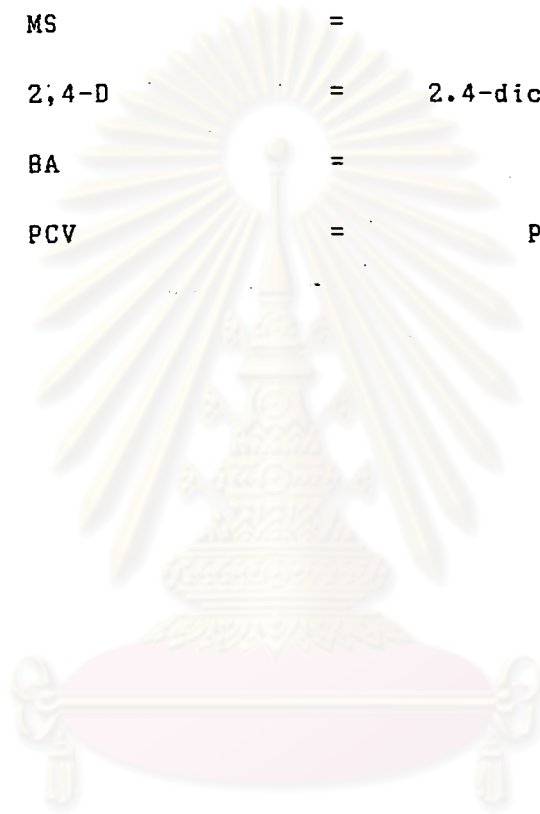 MS =
2,4-D = 2.4-dic
BA =
PCV = P